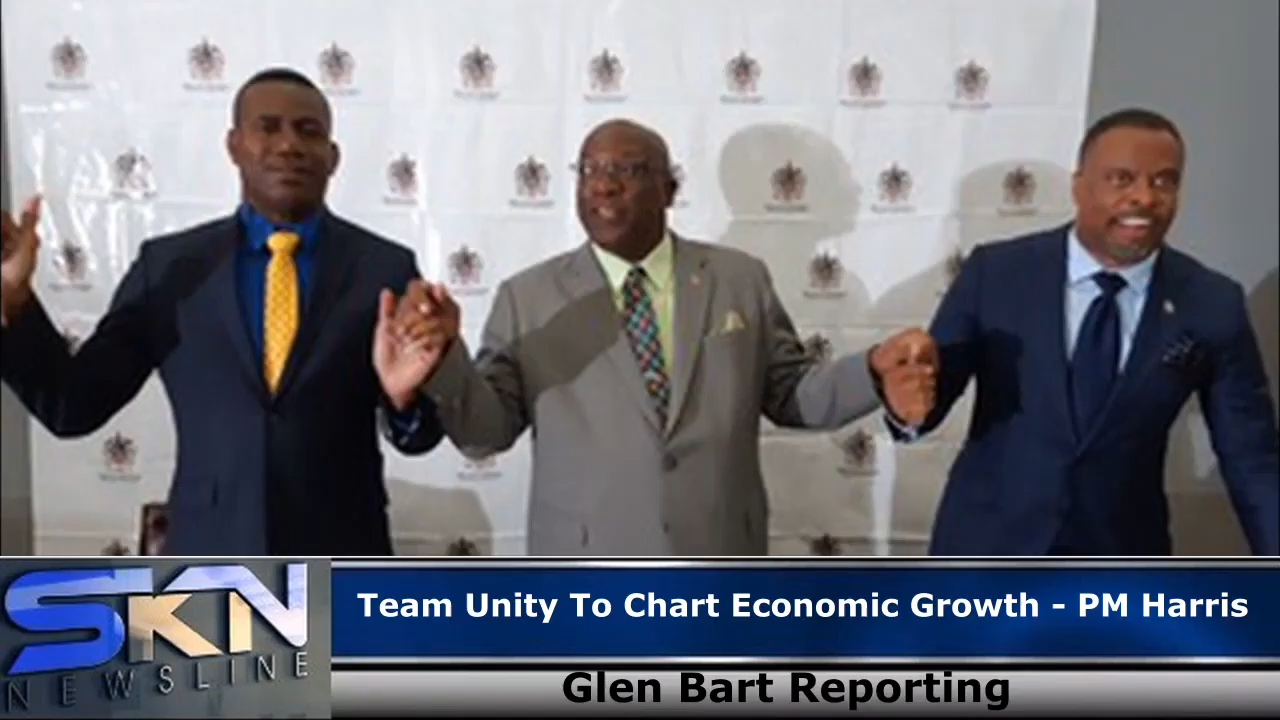 Team Unity To Chart Economic Growth - PM Harris
SKN
NEWSLINE
Glen Bart Reporting